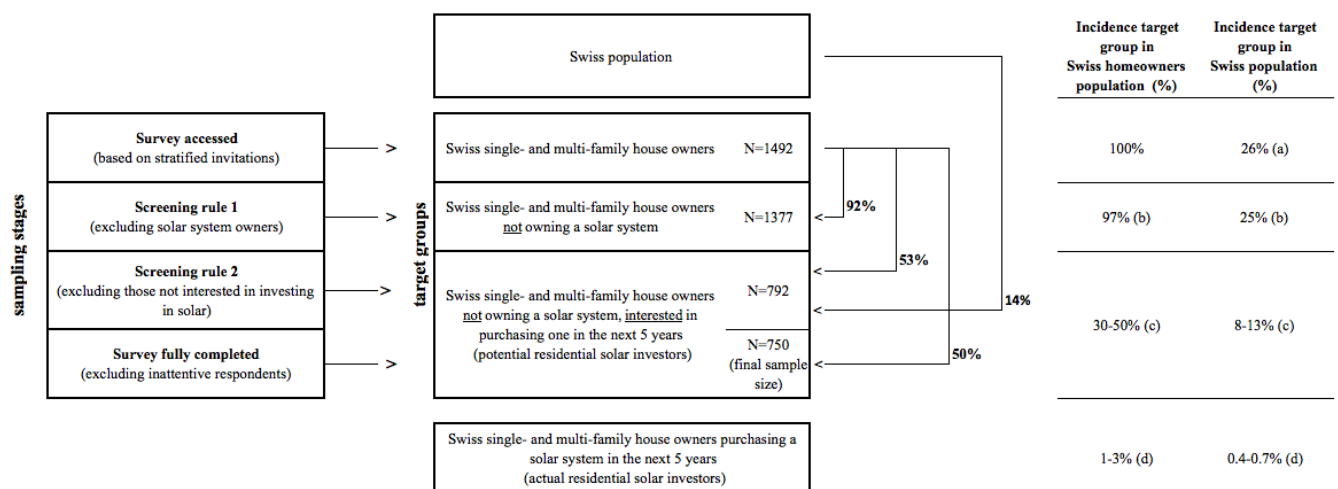 Swiss population
Incidence target
group in
Swiss homeowners
population (%)
Incidence target
group in
Swiss population
(%)
sampling stages
Survey accessed
(based on stratified invitations)
>
target groups
Swiss single- and multi-family house owners
N=1492
100%
26% (a)
Screening rule 1
(excluding solar system owners)
>
Swiss single- and multi-family house owners
not owning a solar system
N=1377
<
92%
97% (b)
25% (b)
Screening rule 2
(excluding those not interested in investing
in solar)
>
Survey fully completed
(excluding inattentive respondents)
>
Swiss single- and multi-family house owners
not owning a solar system, interested in
purchasing one in the next 5 years
(potential residential solar investors)
N=792
N=750
(final sample
size)
<
53%
<
14%
<
50%
30-50% (c)
8-13% (c)
Swiss single- and multi-family house owners purchasing a
solar system in the next 5 years
(actual residential solar investors)
1-3% (d)
0.4-0.7% (d)